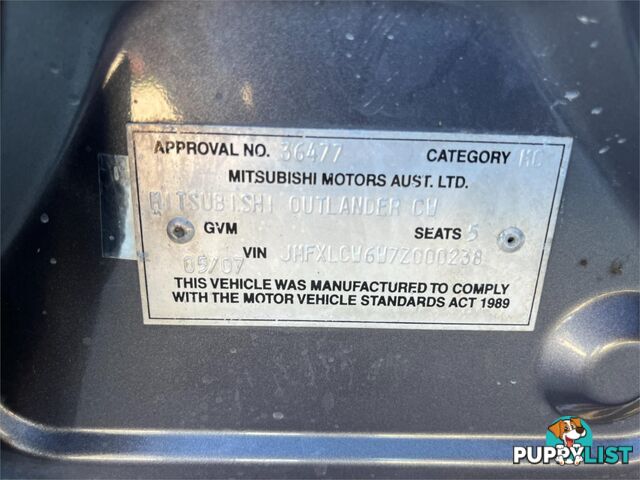 APPROVAL NO. 36477 CATEGORY MC
MITSUBISHI MOTORS AUST. LTD.
MITSUBISHI OUTLANDER CW
GVM SEATS 5
05/07 VIN JMFXLCW6W7Z000238
THIS VEHICLE WAS MANUFACTURED TO COMPLY
WITH THE MOTOR VEHICLE STANDARDS ACT 1989
PUPPYLIST